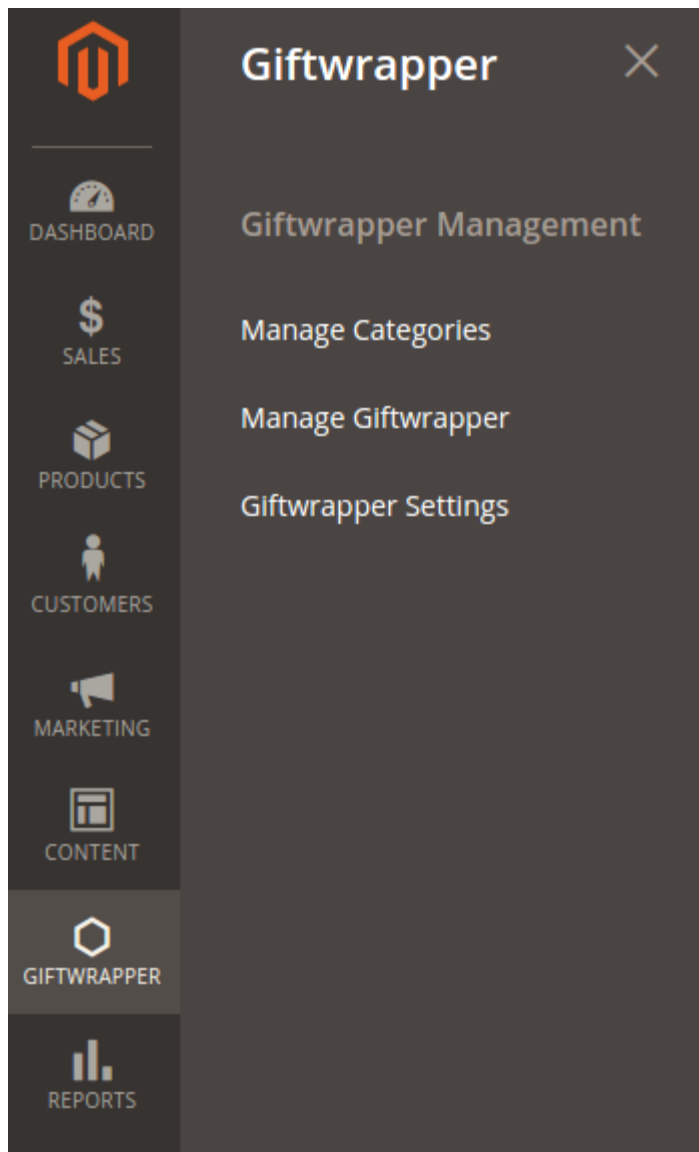 DASHBOARD
SALES
PRODUCTS
CUSTOMERS
MARKETING
CONTENT
GIFTWRAPPER
REPORTS
Giftwrapper
Giftwrapper Management
Manage Categories
Manage Giftwrapper
Giftwrapper Settings